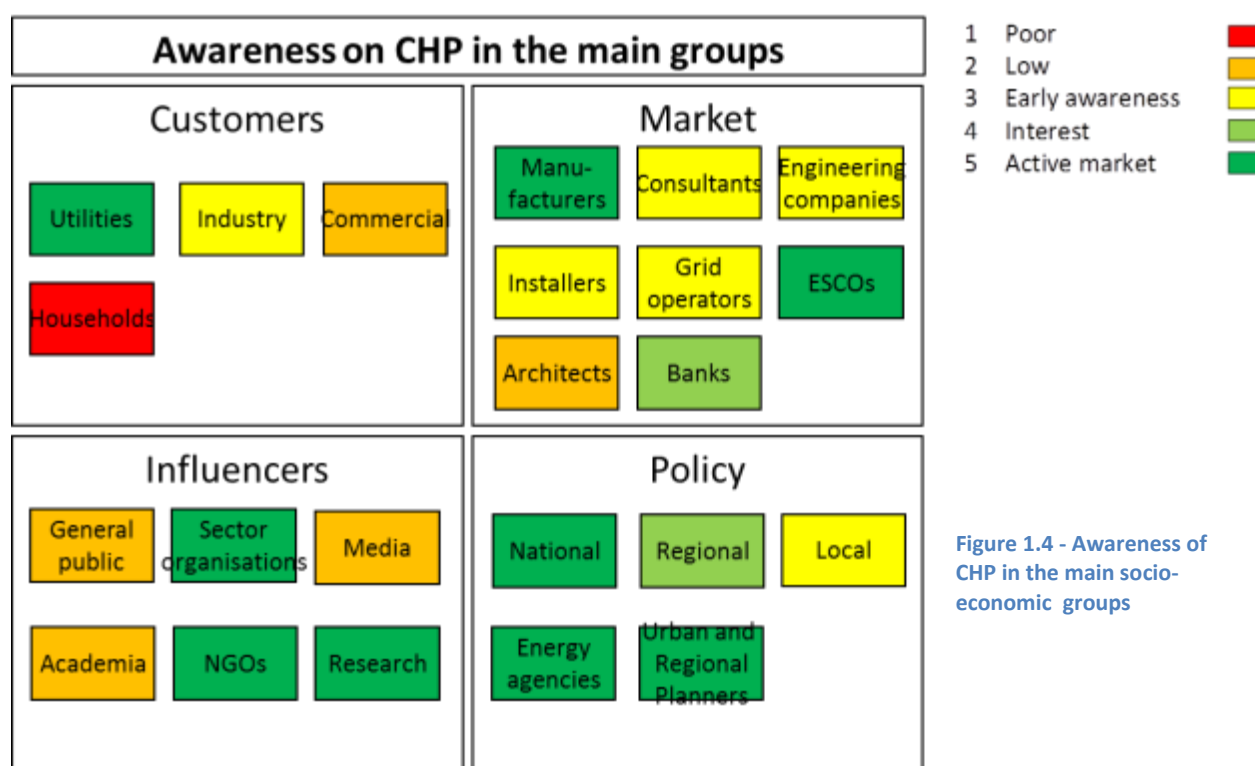 Awareness on CHP in the main groups
1 Poor
2 Low
3 Early awareness
4 Interest
5 Active market
Customers
Utilities
Industry
Commercial
Households
Market
Manu-
facturers
Consultants
Engineering
companies
Installers
Grid
operators
ESCOs
Architects
Banks
Influencers
General
public
Sector
organisations
Media
Academia
NGOs
Research
Policy
National
Regional
Local
Energy
agencies
Urban and
Regional
Planners
Figure 1.4 - Awareness of
CHP in the main socio-
economic groups